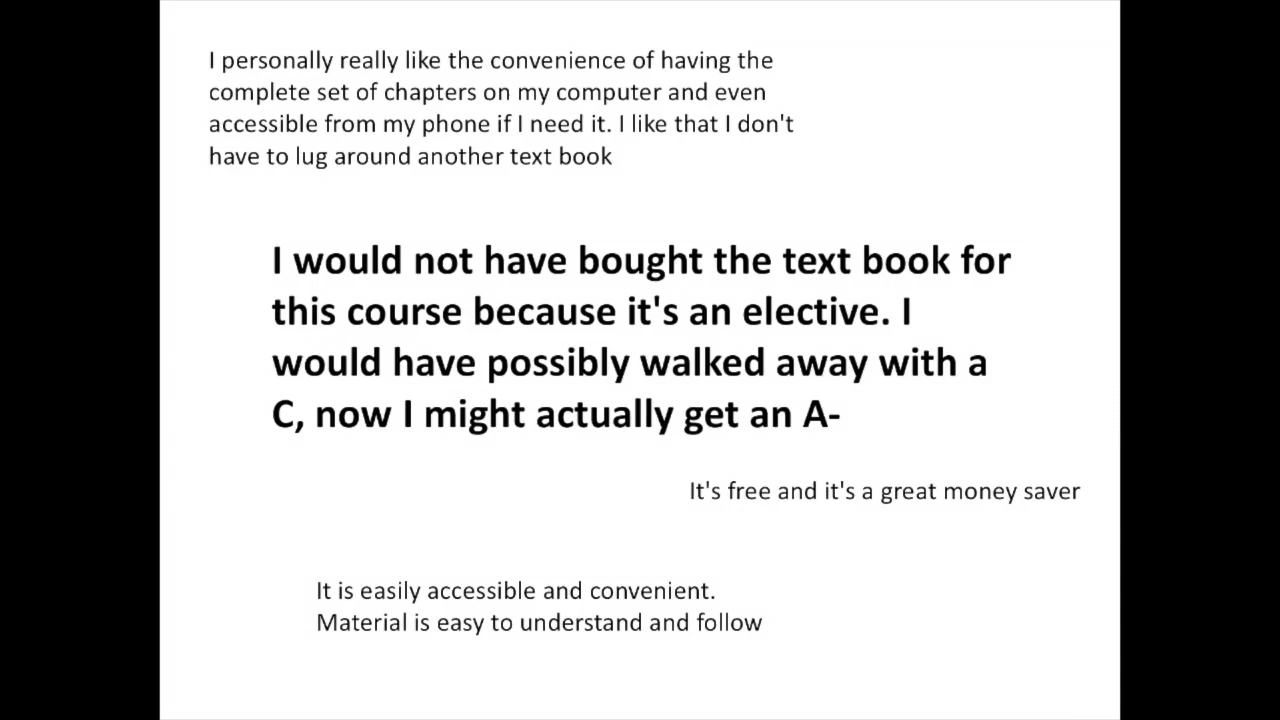 I personally really like the convenience of having the
complete set of chapters on my computer and even
accessible from my phone if I need it. I like that I don't
have to lug around another text book
I would not have bought the text book for
this course because it's an elective. I
would have possibly walked away with a
C, now I might actually get an A-
It's free and it's a great money saver
It is easily accessible and convenient.
Material is easy to understand and follow